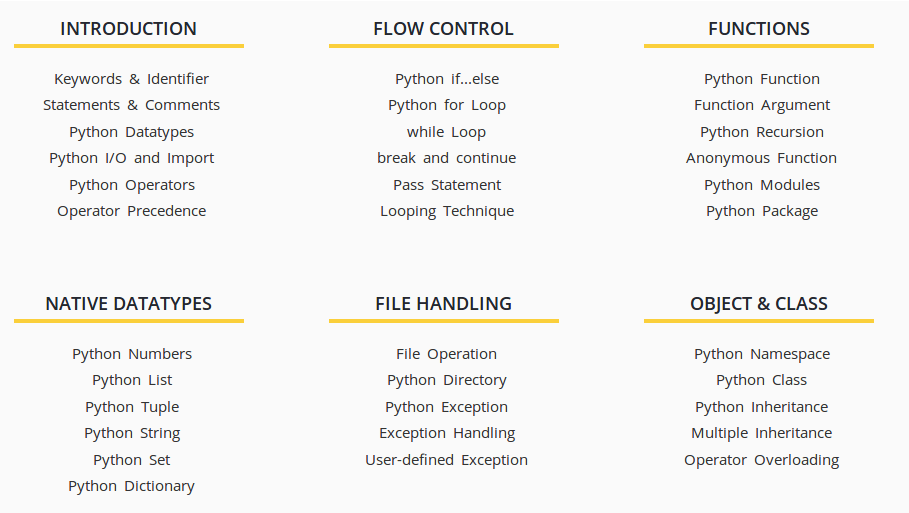 INTRODUCTION
Keywords & Identifier
Statements & Comments
Python Datatypes
Python I/O and Import
Python Operators
Operator Precedence
FLOW CONTROL
Python if...else
Python for Loop
while Loop
break and continue
Pass Statement
Looping Technique
FUNCTIONS
Python Function
Function Argument
Python Recursion
Anonymous Function
Python Modules
Python Package
NATIVE DATATYPES
Python Numbers
Python List
Python Tuple
Python String
Python Set
Python Dictionary
FILE HANDLING
File Operation
Python Directory
Python Exception
Exception Handling
User-defined Exception
OBJECT & CLASS
Python Namespace
Python Class
Python Inheritance
Multiple Inheritance
Operator Overloading